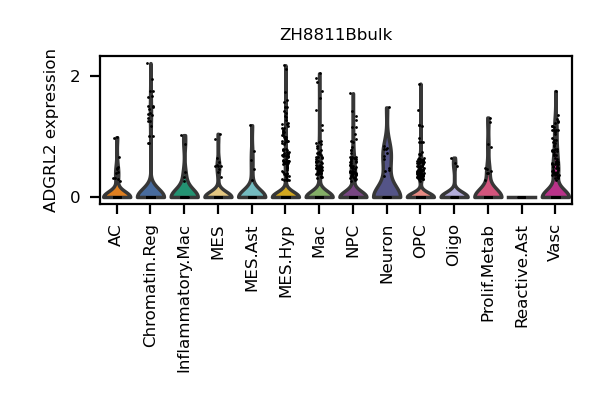 ZH8811Bbulk
ADGRL2 expression
2
0
AC
Chromatin.Reg
Inflammatory.Mac
MES
MES.Ast
MES.Hyp
Mac
NPC
Neuron
OPC
Oligo
Prolif.Metab
Reactive.Ast
Vasc